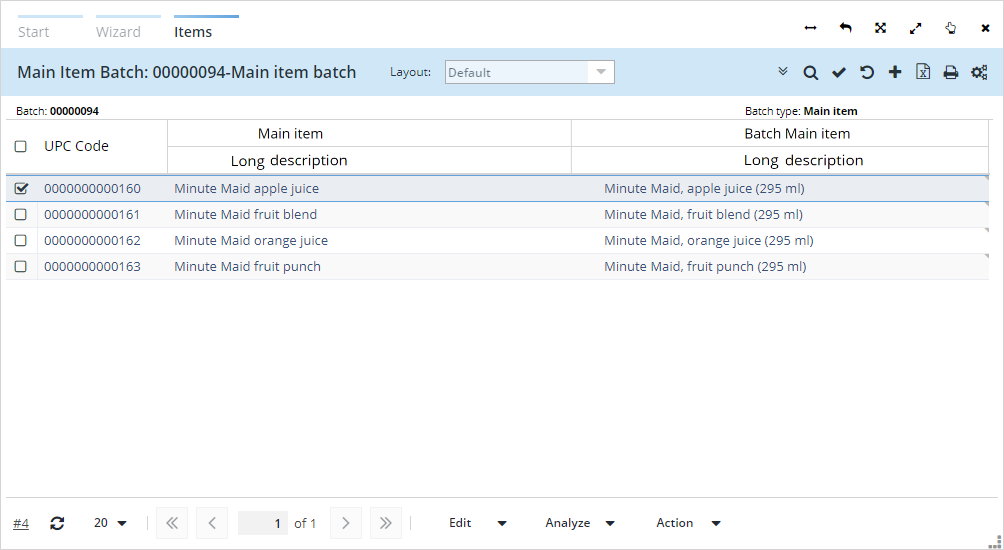 Start Wizard Items
Main Item Batch: 00000094-Main item batch Layout: Default
Batch: 00000094 Batch type: Main item
UPC Code Main item Batch Main item
Long description Long description
0000000000160 Minute Maid apple juice Minute Maid, apple juice (295 ml)
0000000000161 Minute Maid fruit blend Minute Maid, fruit blend (295 ml)
0000000000162 Minute Maid orange juice Minute Maid, orange juice (295 ml)
0000000000163 Minute Maid fruit punch Minute Maid, fruit punch (295 ml)
#4 20 1 of 1 Edit Analyze Action